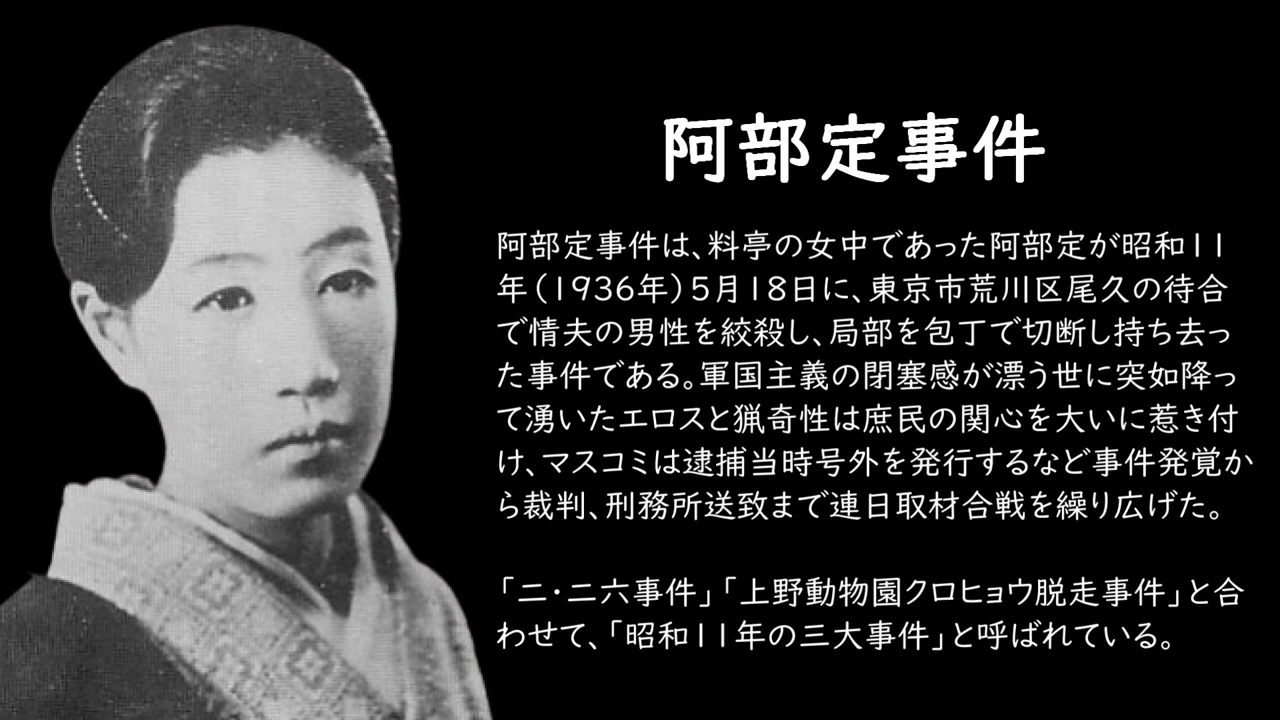 阿部定事件
阿部定事件は、料亭の女中であった阿部定が昭和11
年（1936年）5月18日に、東京市荒川区尾久の待合
で情夫の男性を絞殺し、局部を包丁で切断し持ち去っ
た事件である。軍国主義の閉塞感が漂う世に突如降っ
て湧いたエロスと猟奇性は庶民の関心を大いに惹き付
け、マスコミは逮捕当時号外を発行するなど事件発覚か
ら裁判、刑務所送致まで連日取材合戦を繰り広げた。
「二・二六事件」「上野動物園クロヒョウ脱走事件」と合
わせて、「昭和11年の三大事件」と呼ばれている。